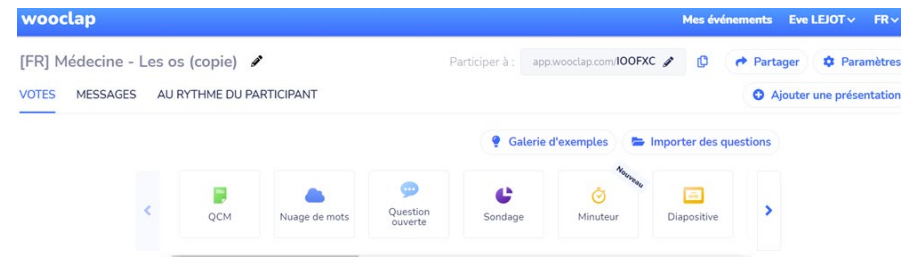 wooclap
Mes événements Eve LEJOT FR
[FR] Médecine - Les os (copie)
Participer à : app.wooclap.com/IOOFXC Partager Paramètres
VOTES MESSAGES AU RYTHME DU PARTICIPANT
Ajouter une présentation
Galerie d'exemples Importer des questions
Nouveau
QCM Nuage de mots Question ouverte Sondage Minuteur Diapositive